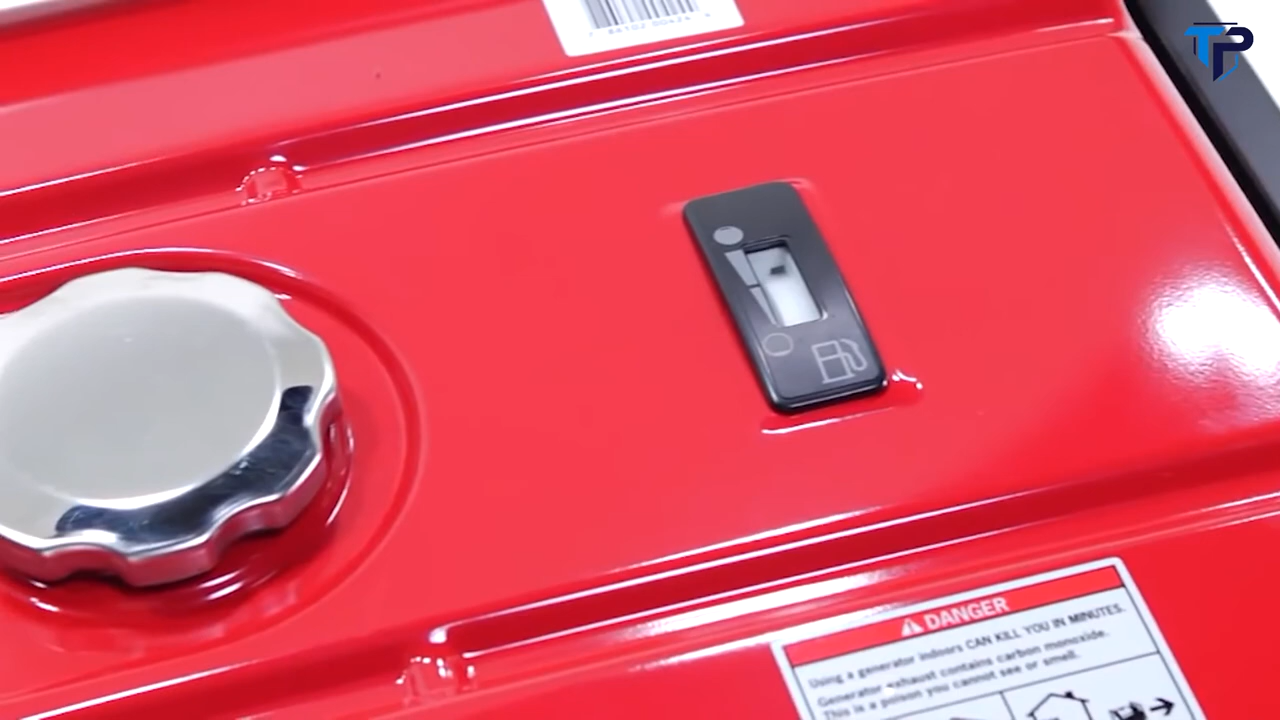 TP
DANGER
Using a generator indoors CAN KILL YOU IN MINUTES.
Generator exhaust contains carbon monoxide.
This is a poison you cannot see or smell.